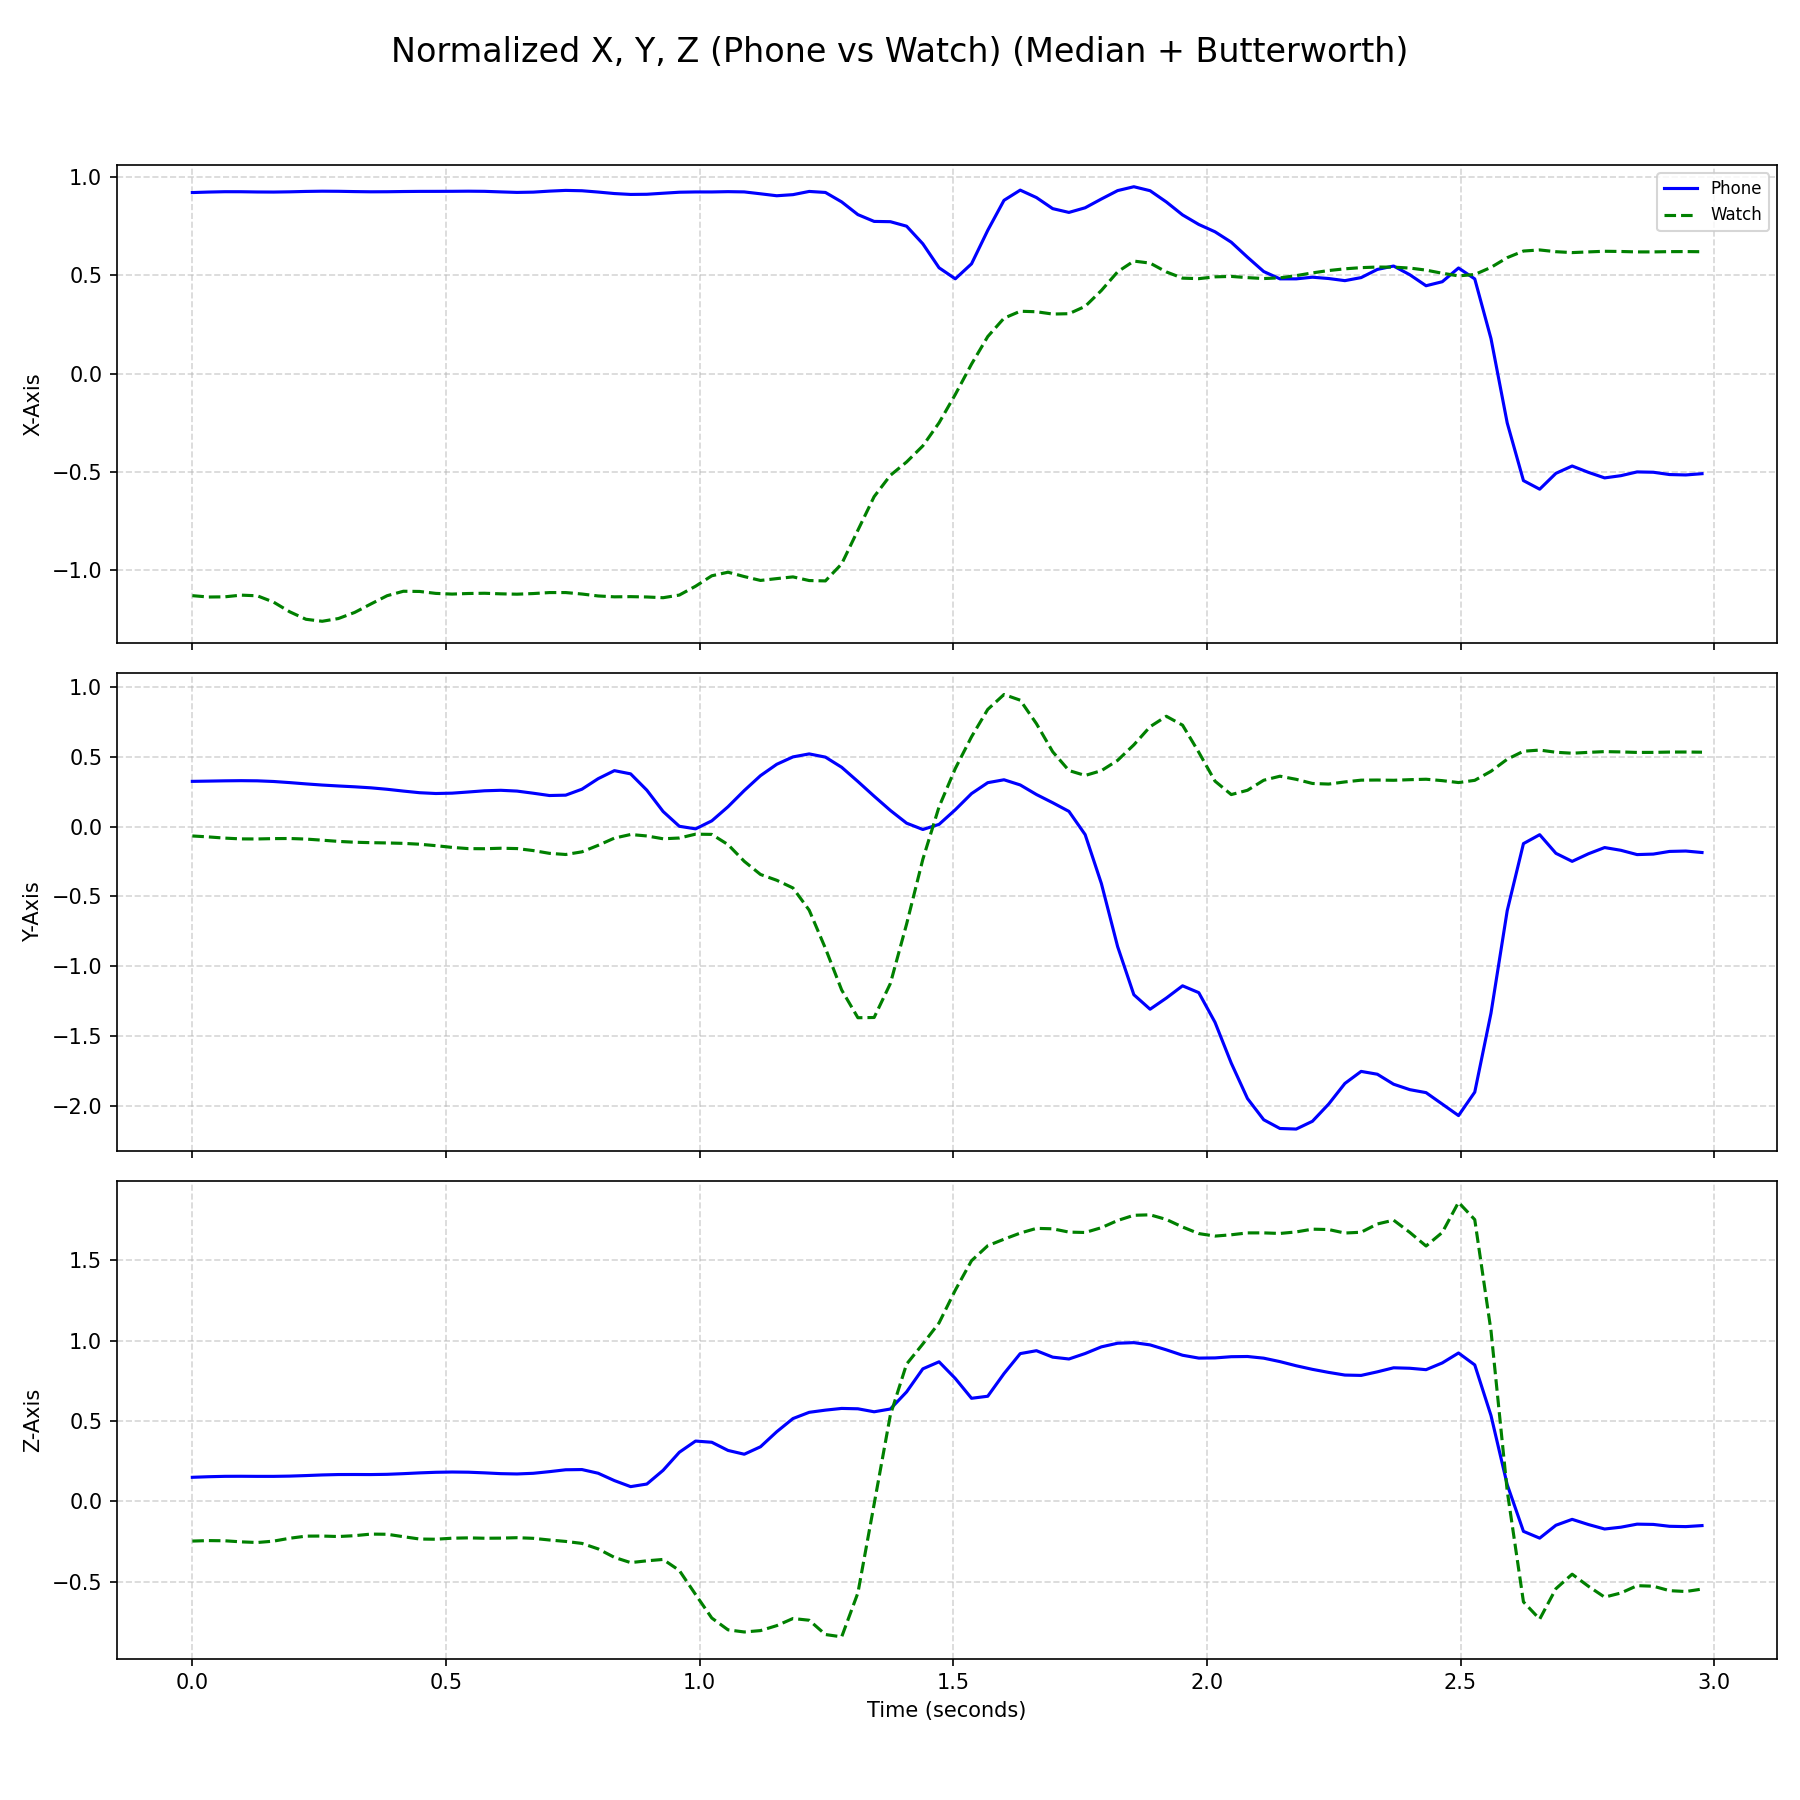 Normalized X, Y, Z (Phone vs Watch) (Median + Butterworth)
1.0
0.5
0.0
−0.5
−1.0
X-Axis
Phone
Watch
1.0
0.5
0.0
−0.5
−1.0
−1.5
−2.0
Y-Axis
1.5
1.0
0.5
0.0
−0.5
Z-Axis
0.0 0.5 1.0 1.5 2.0 2.5 3.0
Time (seconds)